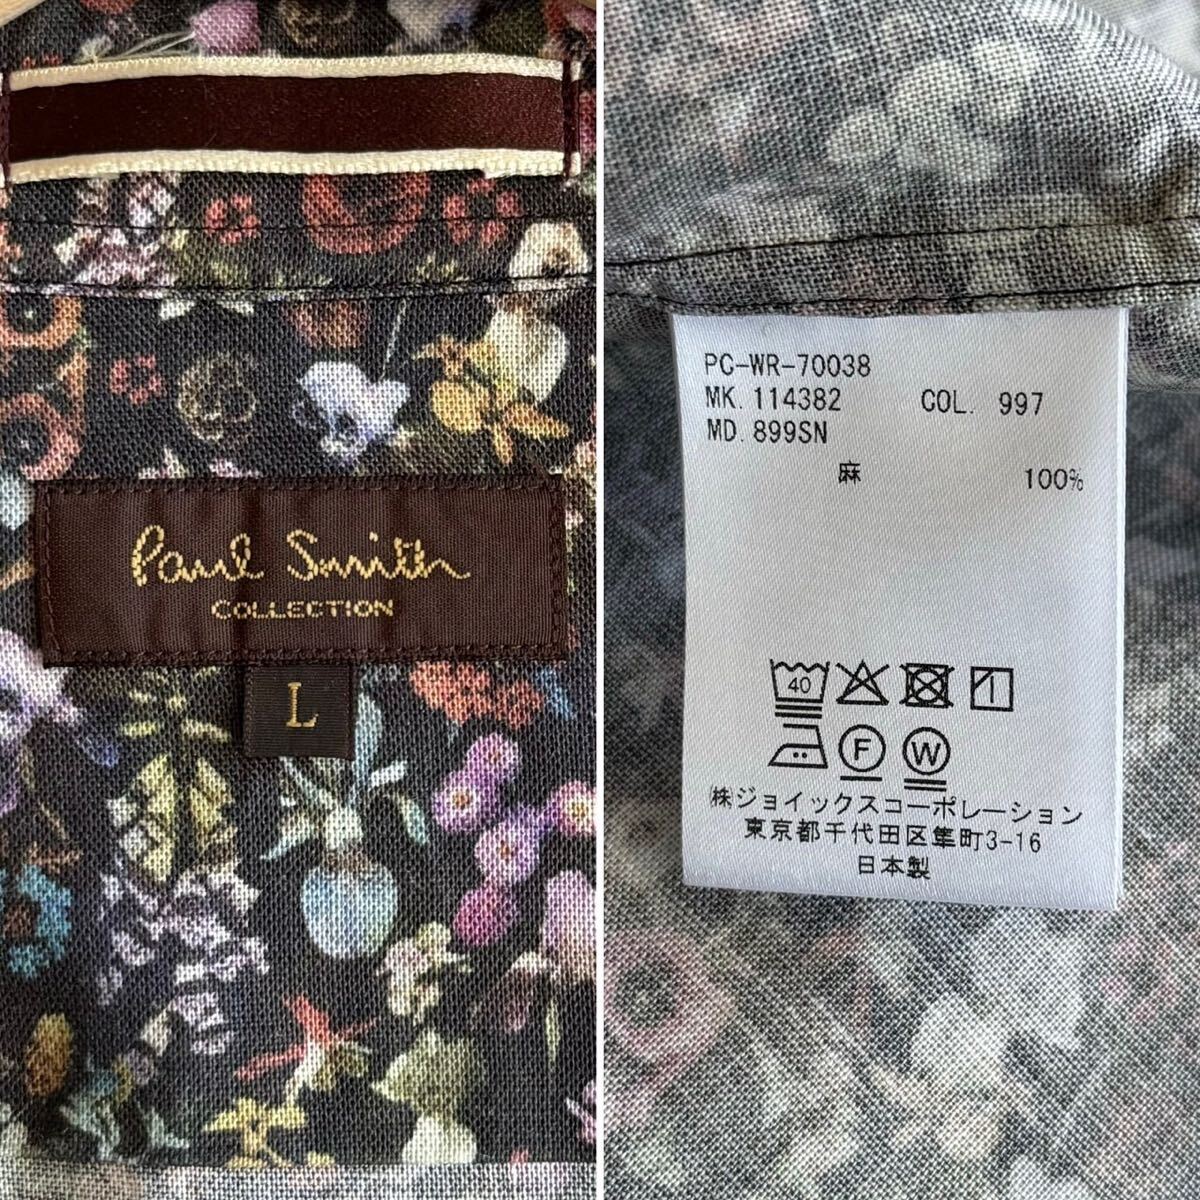 Paul Smith
COLLECTION
L
PC-WR-70038
MK. 114382 COL. 997
MD. 899SN
麻 100%
40
F W
㈱ジョイックスコーポレーション
東京都千代田区隼町3-16
日本製